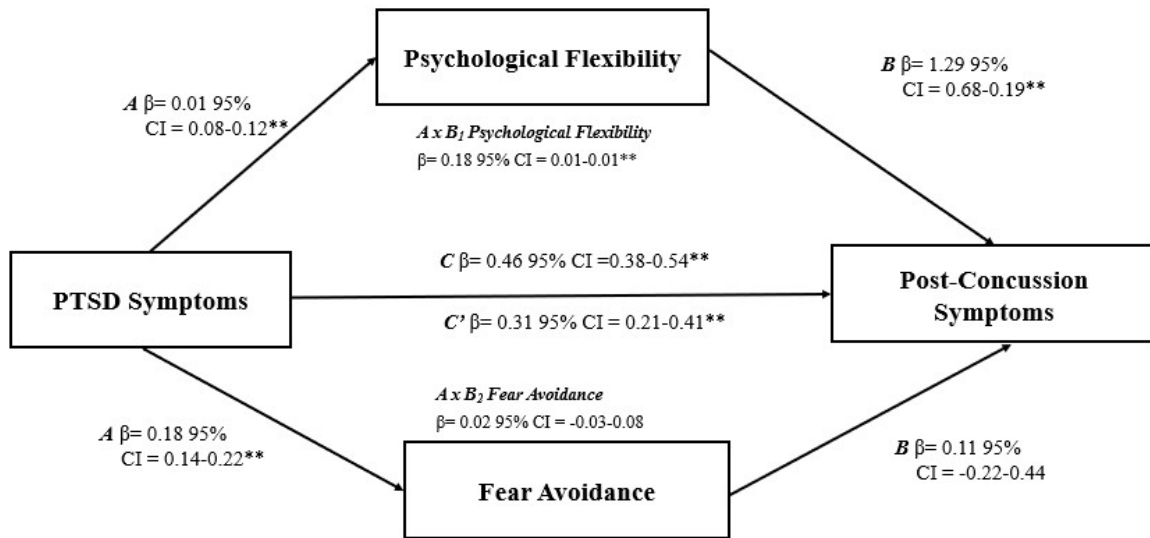 Psychological Flexibility
A β= 0.01 95%
CI = 0.08-0.12**
B β= 1.29 95%
CI = 0.68-0.19**
A x B₁ Psychological Flexibility
β= 0.18 95% CI = 0.01-0.01**
PTSD Symptoms
C β= 0.46 95% CI =0.38-0.54**
C’ β= 0.31 95% CI = 0.21-0.41**
Post-Concussion
Symptoms
A x B₂ Fear Avoidance
β= 0.02 95% CI = -0.03-0.08
A β= 0.18 95%
CI = 0.14-0.22**
B β= 0.11 95%
CI = -0.22-0.44
Fear Avoidance